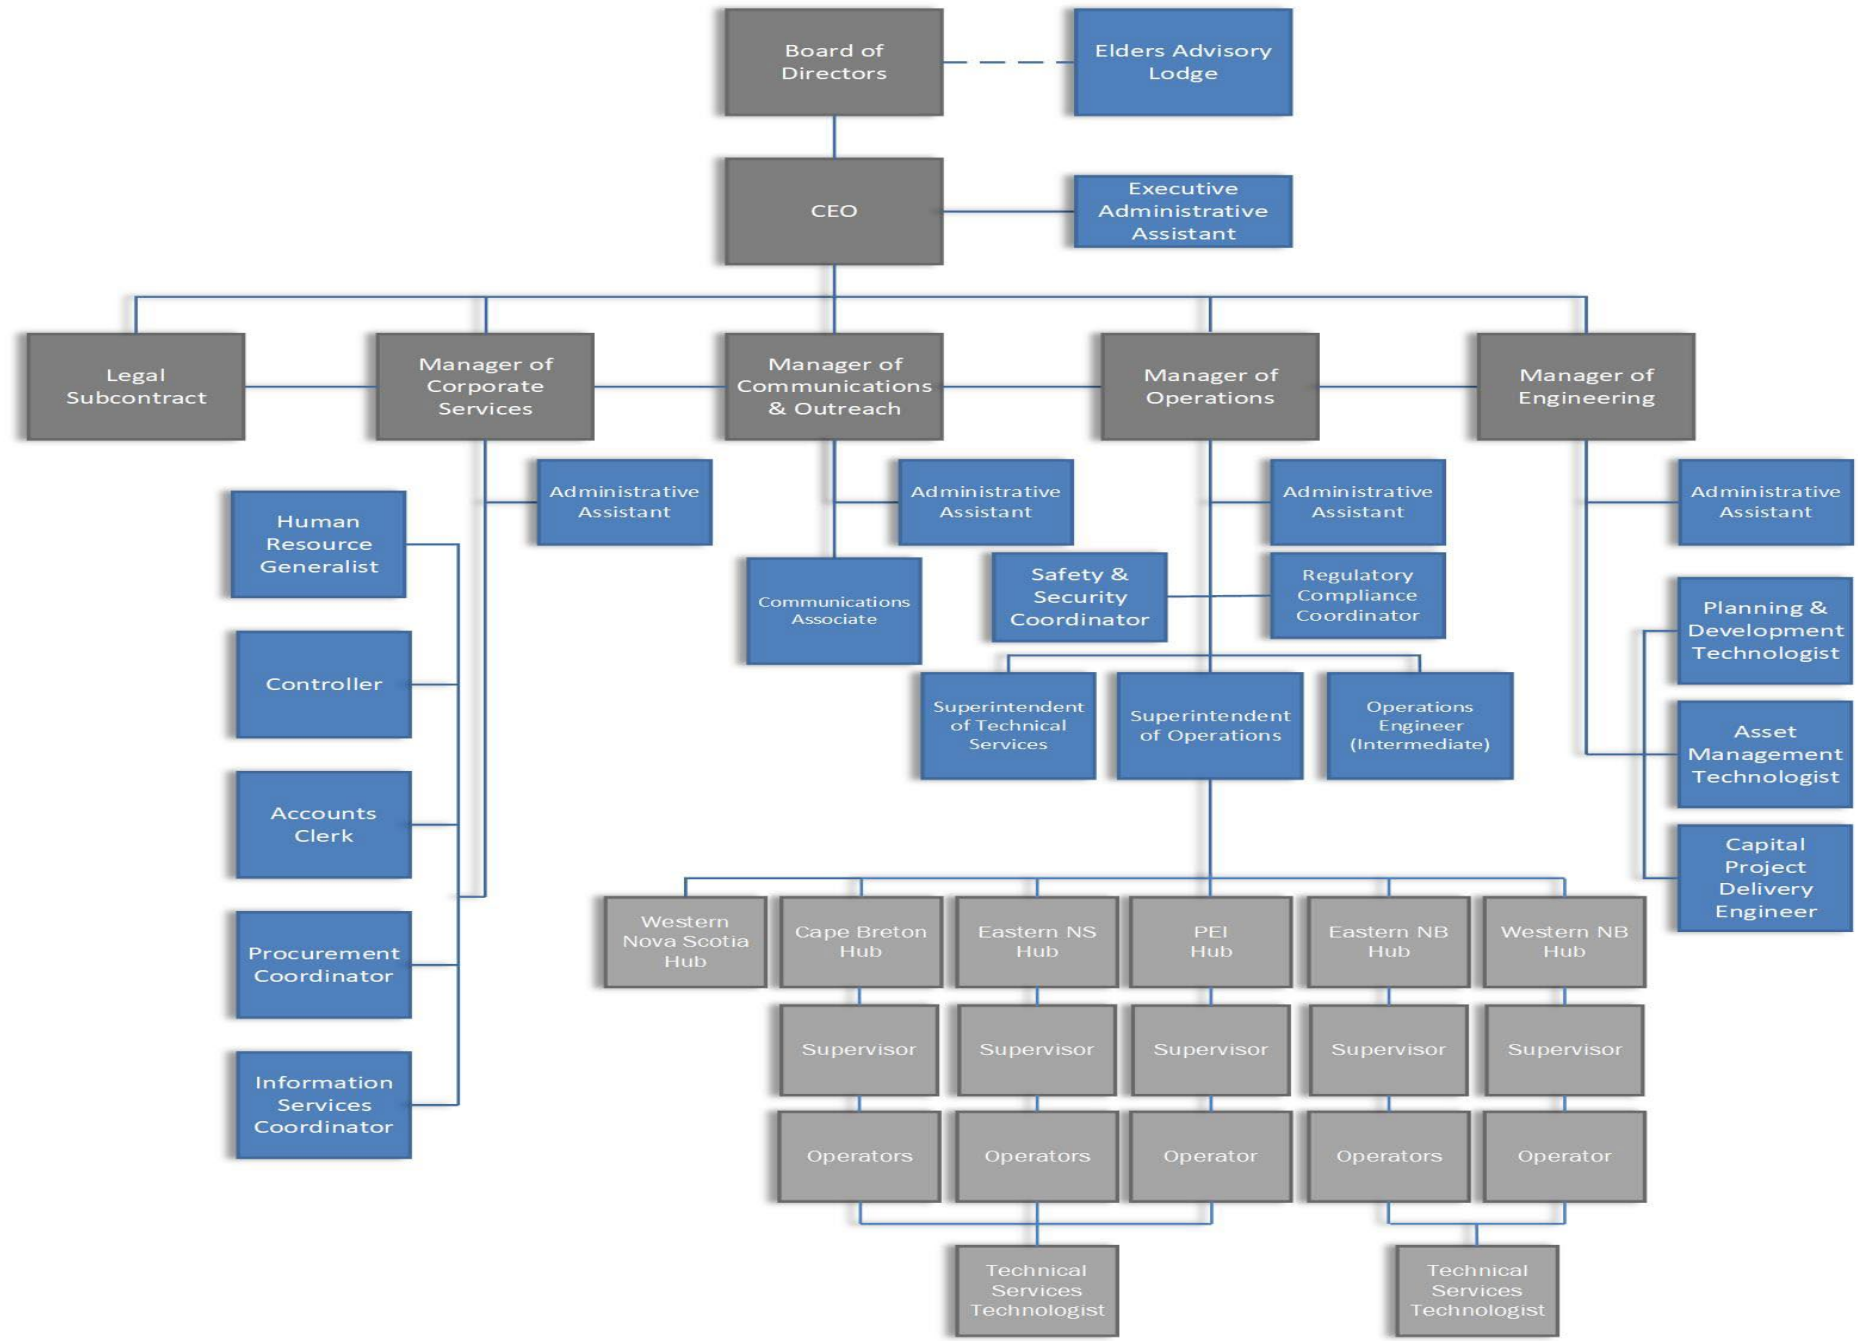 Board of
Directors
Elders Advisory
Lodge
CEO
Executive
Administrative
Assistant
Legal
Subcontract
Manager of
Corporate
Services
Manager of
Communications
& Outreach
Manager of
Operations
Manager of
Engineering
Administrative
Assistant
Administrative
Assistant
Administrative
Assistant
Administrative
Assistant
Human
Resource
Generalist
Controller
Accounts
Clerk
Procurement
Coordinator
Information
Services
Coordinator
Communications
Associate
Safety &
Security
Coordinator
Regulatory
Compliance
Coordinator
Superintendent
of Technical
Services
Superintendent
of Operations
Operations
Engineer
(Intermediate)
Planning &
Development
Technologist
Asset
Management
Technologist
Capital
Project
Delivery
Engineer
Western
Nova Scotia
Hub
Cape Breton
Hub
Eastern NS
Hub
PEI
Hub
Eastern NB
Hub
Western NB
Hub
Supervisor
Supervisor
Supervisor
Supervisor
Supervisor
Operators
Operators
Operator
Operators
Operator
Technical
Services
Technologist
Technical
Services
Technologist